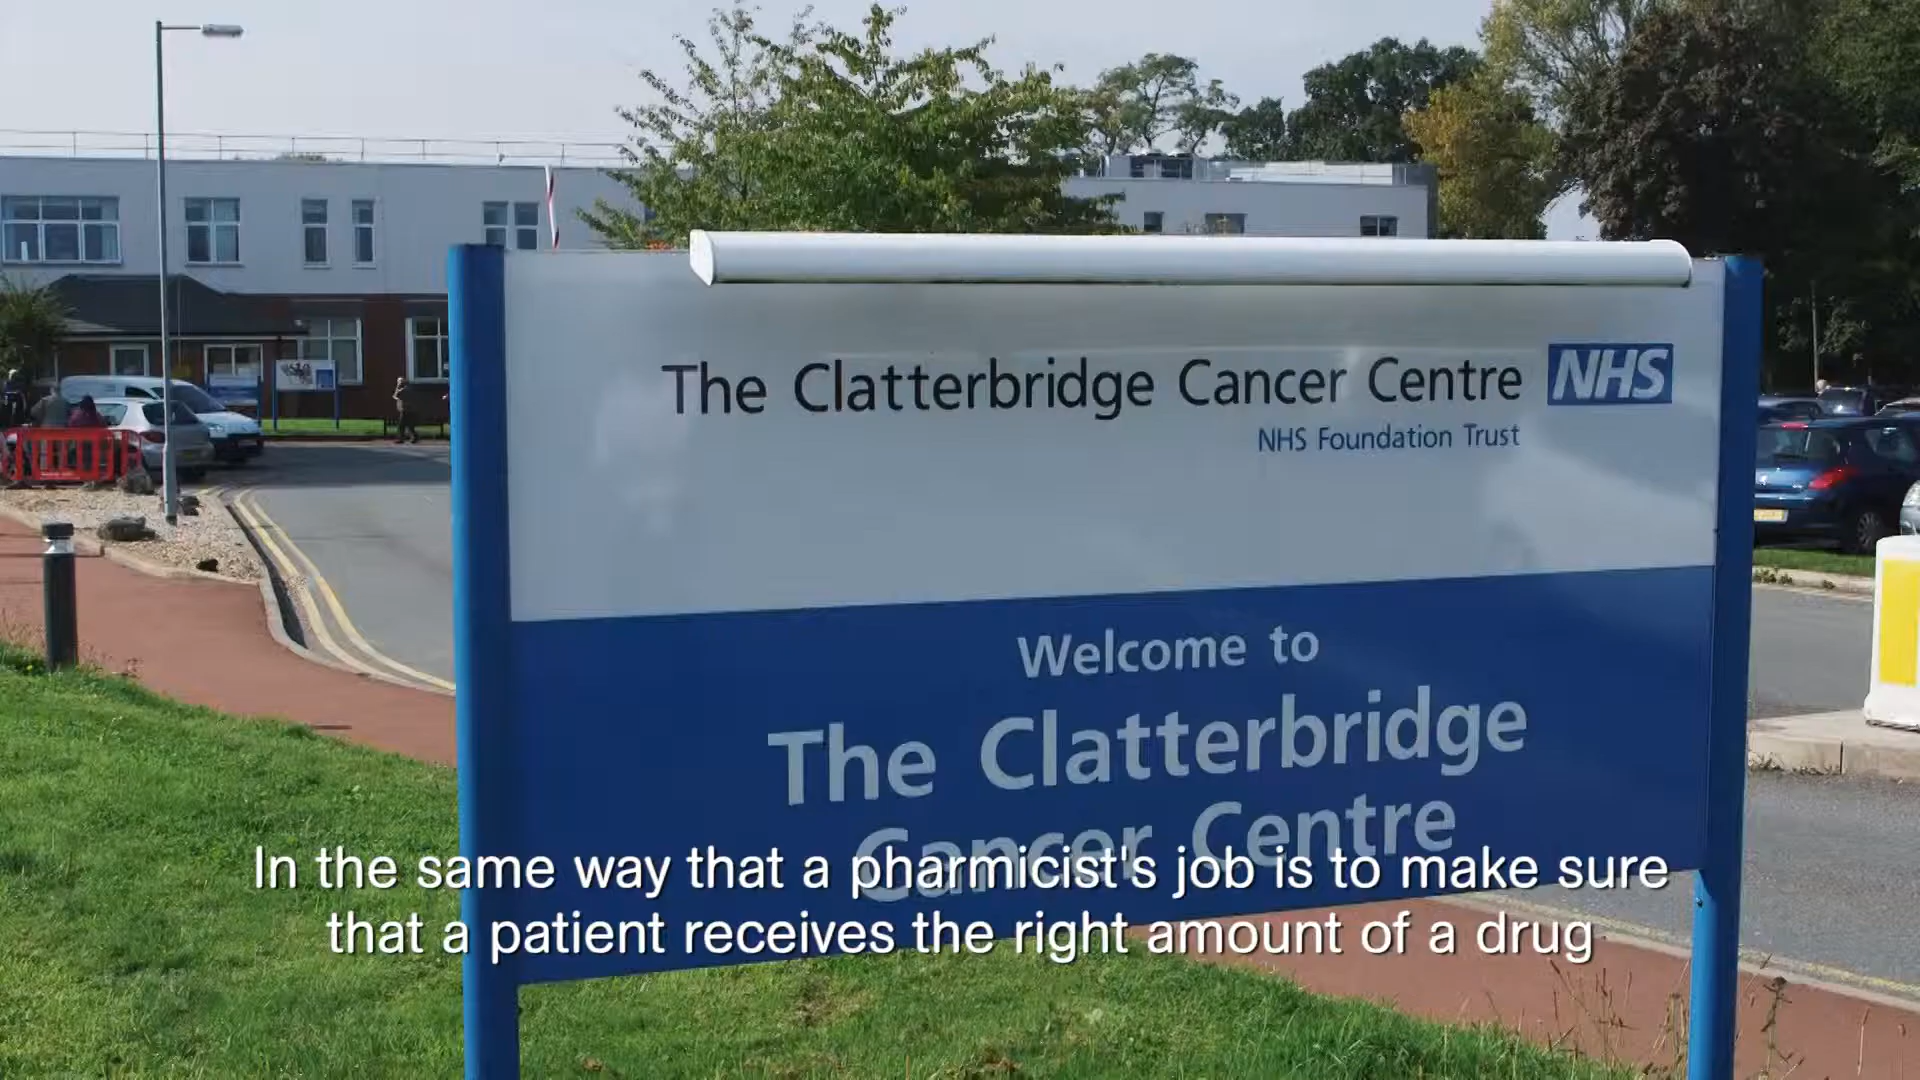 The Clatterbridge Cancer Centre NHS
NHS Foundation Trust
Welcome to
The Clatterbridge
Cancer Centre
In the same way that a pharmicist's job is to make sure
that a patient receives the right amount of a drug